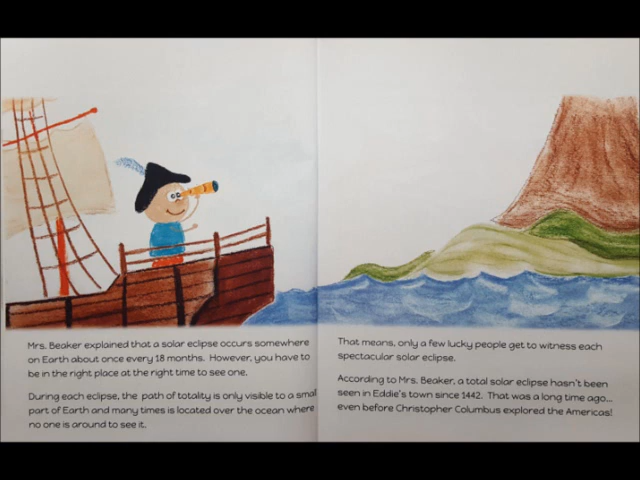 Mrs. Beaker explained that a solar eclipse occurs somewhere
on Earth about once every 18 months. However, you have to
be in the right place at the right time to see one.
During each eclipse, the path of totality is only visible to a small
part of Earth and many times is located over the ocean where
no one is around to see it.
That means, only a few lucky people get to witness each
spectacular solar eclipse.
According to Mrs. Beaker, a total solar eclipse hasn't been
seen in Eddie's town since 1442. That was a long time ago...
even before Christopher Columbus explored the Americas!